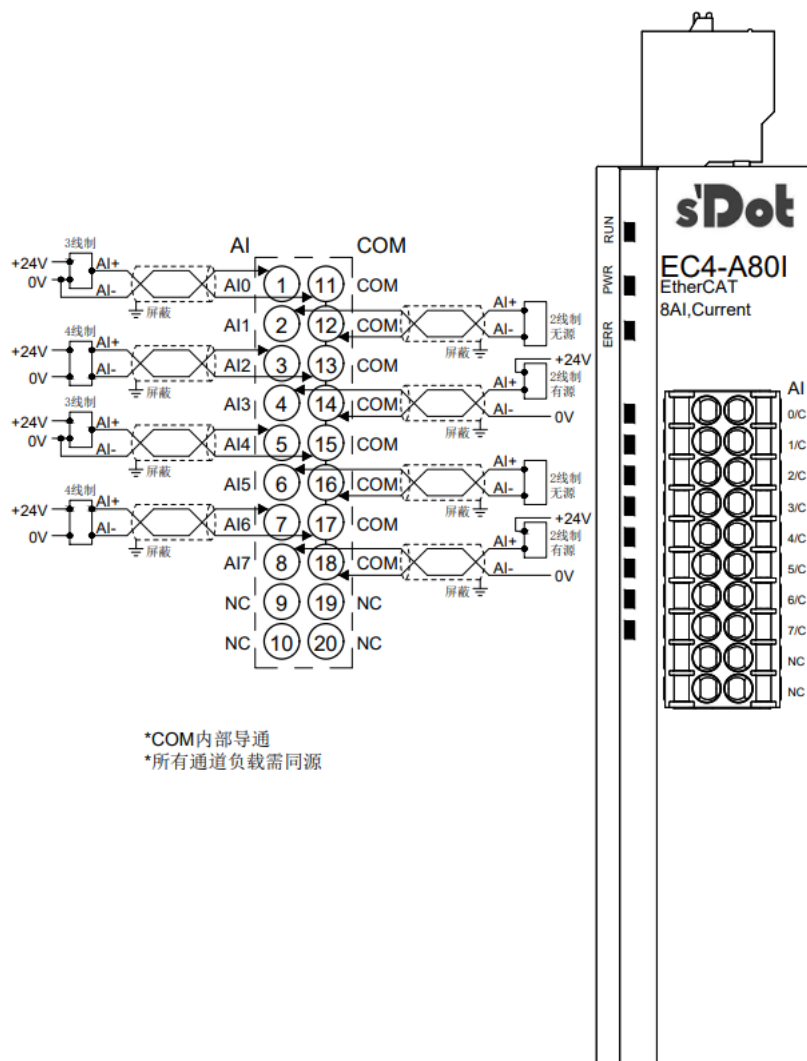 s'Dot
EC4-A80I
EtherCAT
8AI,Current
RUN
PWR
ERR
AI
0/C
1/C
2/C
3/C
4/C
5/C
6/C
7/C
NC
NC
AI COM
3线制
+24V AI+
0V AI-
屏蔽
AI0 1 11 COM
AI1 2 12 COM
AI+ 2线制
AI- 无源
屏蔽
4线制
+24V AI+
0V AI-
屏蔽
AI2 3 13 COM
AI3 4 14 COM
+24V
AI+ 2线制
有源
AI- 0V
屏蔽
3线制
+24V AI+
0V AI-
屏蔽
AI4 5 15 COM
AI5 6 16 COM
AI+ 2线制
AI- 无源
屏蔽
4线制
+24V AI+
0V AI-
屏蔽
AI6 7 17 COM
AI7 8 18 COM
+24V
AI+ 2线制
有源
AI- 0V
屏蔽
NC 9 19 NC
NC 10 20 NC
*COM内部导通
*所有通道负载需同源